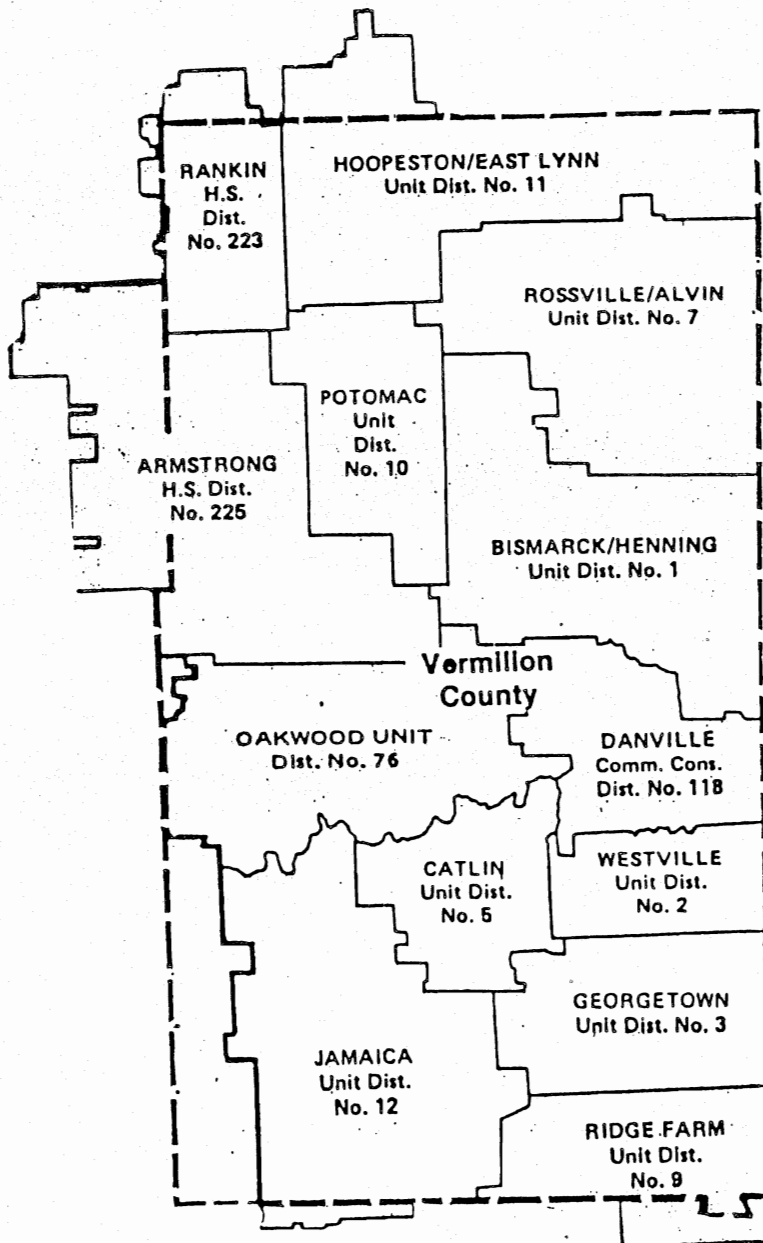 RANKIN
H.S.
Dist.
No. 223
HOOPESTON/EAST LYNN
Unit Dist. No. 11
ROSSVILLE/ALVIN
Unit Dist. No. 7
POTOMAC
Unit
Dist.
No. 10
ARMSTRONG
H.S. Dist.
No. 225
BISMARCK/HENNING
Unit Dist. No. 1
Vermilion
County
OAKWOOD UNIT
Dist. No. 76
DANVILLE
Comm. Cons.
Dist. No. 118
CATLIN
Unit Dist.
No. 5
WESTVILLE
Unit Dist.
No. 2
GEORGETOWN
Unit Dist. No. 3
JAMAICA
Unit Dist.
No. 12
RIDGE FARM
Unit Dist.
No. 9